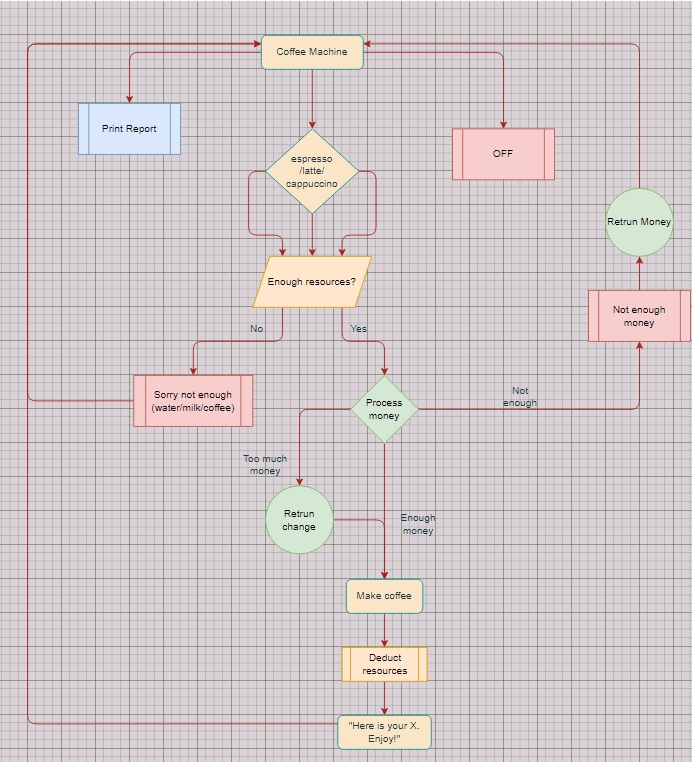 Coffee Machine
Print Report
OFF
espresso
/latte/
cappuccino
Retrun Money
Enough resources?
Not enough
money
No
Yes
Sorry not enough
(water/milk/coffee)
Process
money
Not
enough
Too much
money
Retrun
change
Enough
money
Make coffee
Deduct
resources
"Here is your X.
Enjoy!"